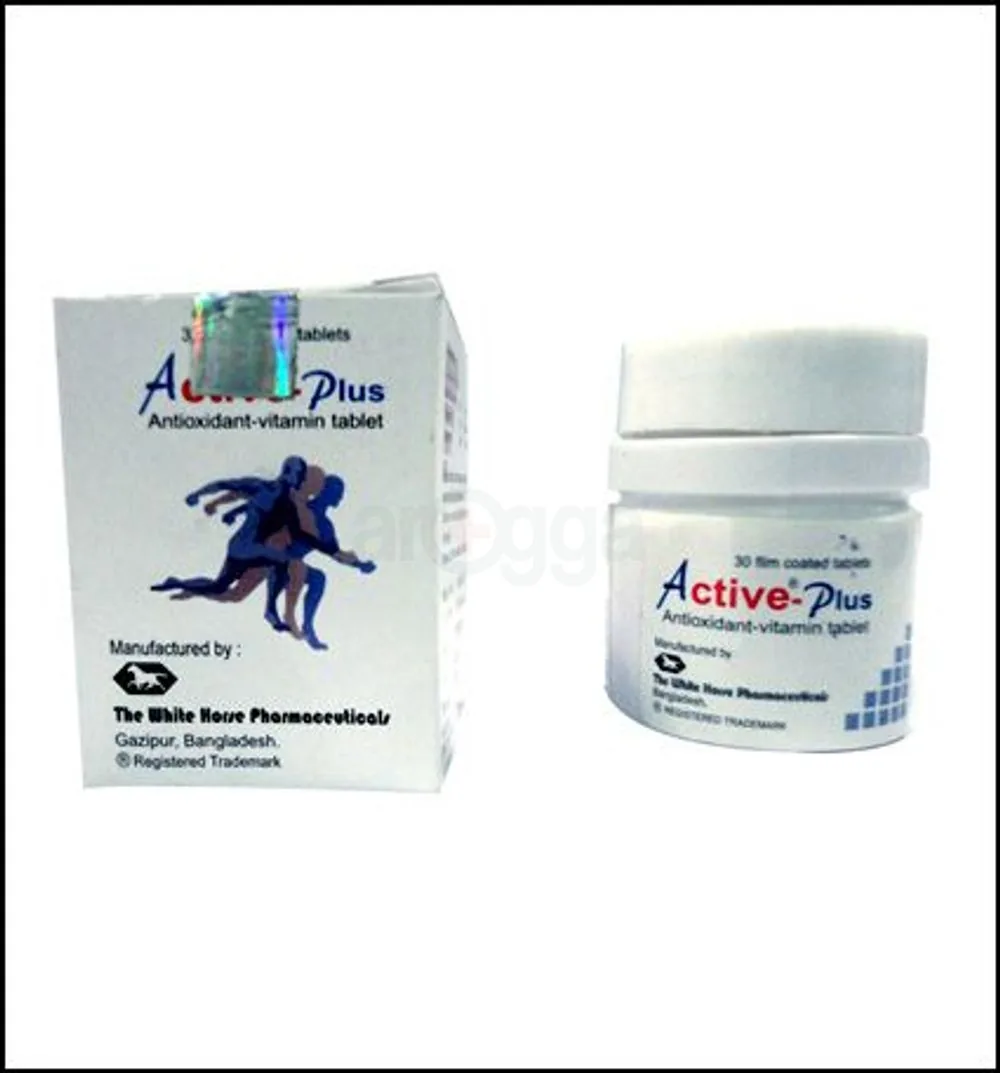 tablets
Active-Plus
Antioxidant-vitamin tablet
Manufactured by :
The White Horse Pharmaceuticals
Gazipur, Bangladesh.
® Registered Trademark
arogga
30 film coated tablets
Active®-Plus
Antioxidant-vitamin tablet
Manufactured by
The White Horse Pharmaceuticals
Bangladesh.
® REGISTERED TRADEMARK